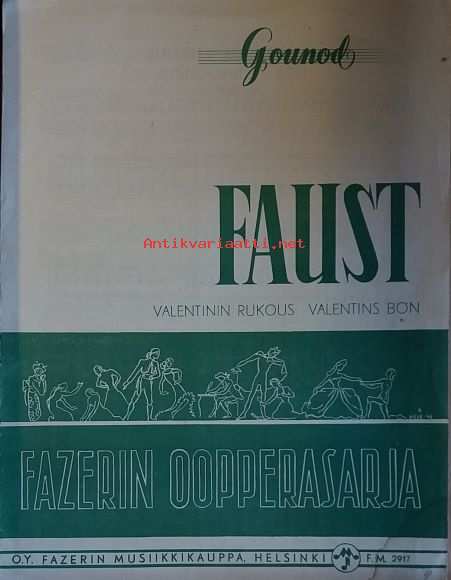 Gounod
FAUST
Antikvariaatti.net
VALENTININ RUKOUS VALENTINS BÖN
FAZERIN OOPPERASARJA
O.Y. FAZERIN MUSIIKKIKAUPPA, HELSINKI F.M. 2917